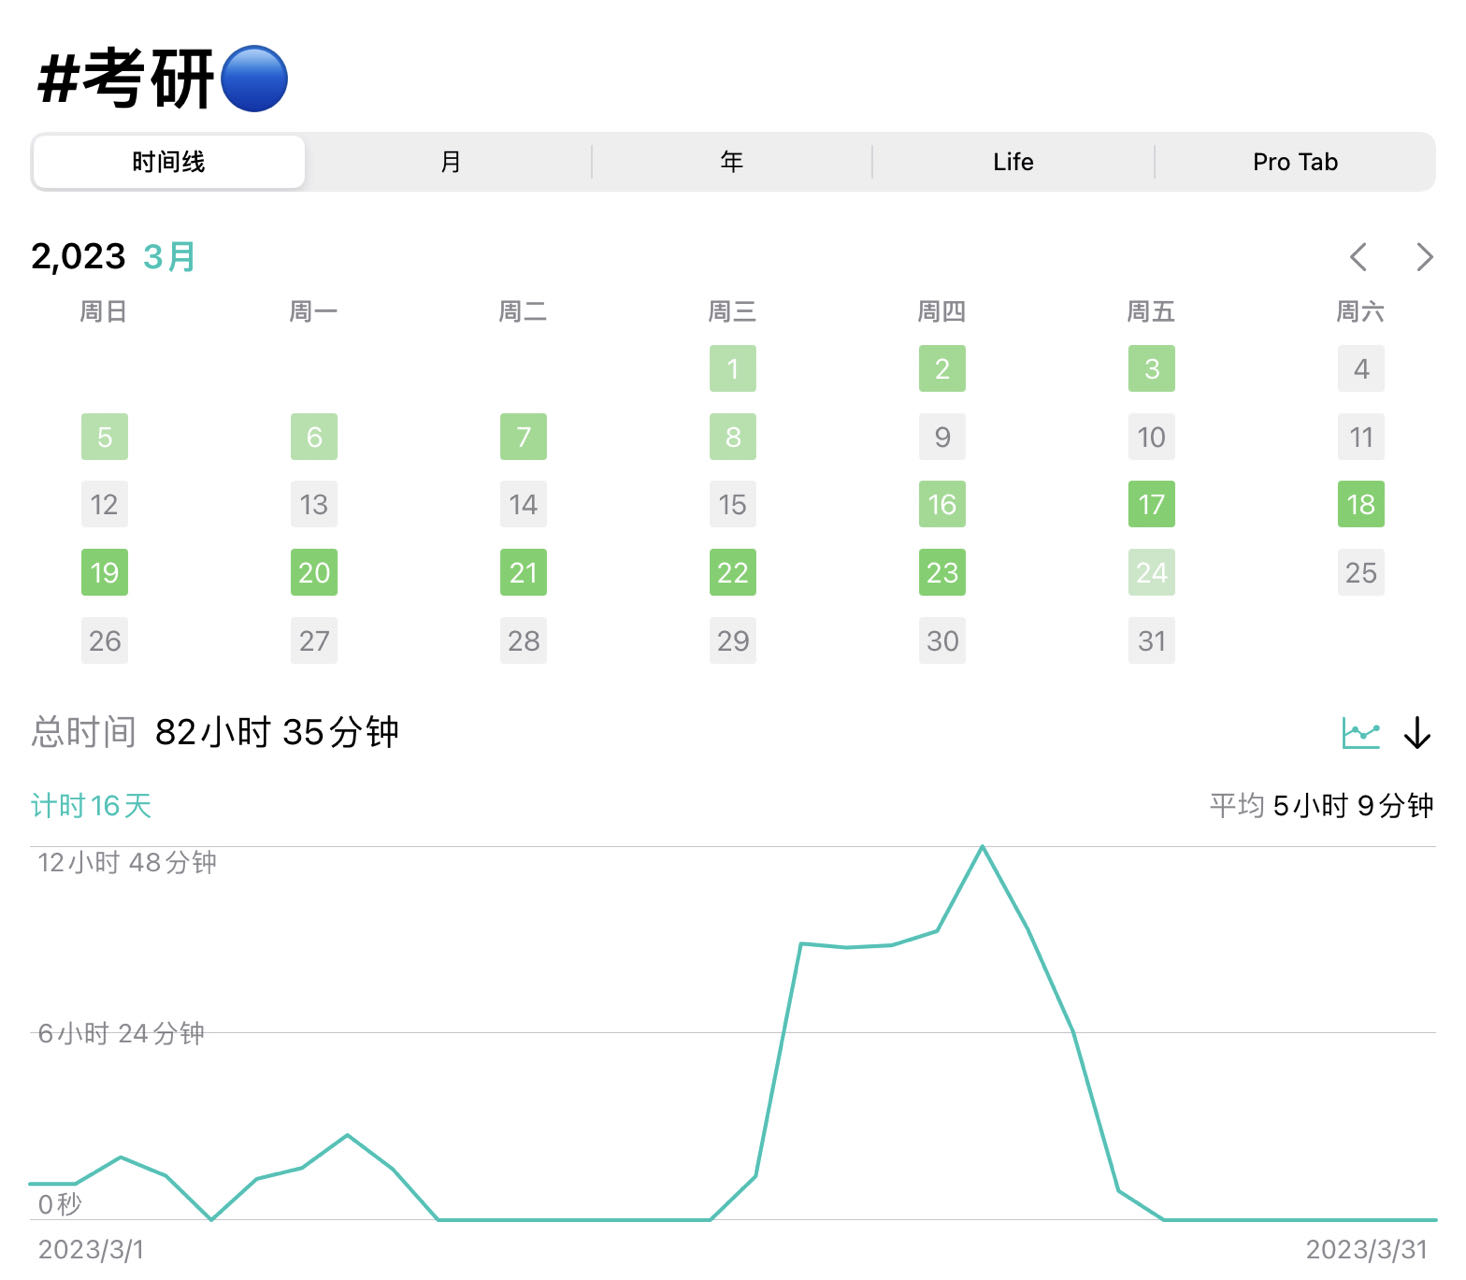 #考研
时间线 月 年 Life Pro Tab
2,023 3月
周日 周一 周二 周三 周四 周五 周六
1 2 3 4
5 6 7 8 9 10 11
12 13 14 15 16 17 18
19 20 21 22 23 24 25
26 27 28 29 30 31
总时间 82小时 35分钟
计时16天 平均 5小时 9分钟
12小时 48分钟
6小时 24分钟
0秒
2023/3/1 2023/3/31